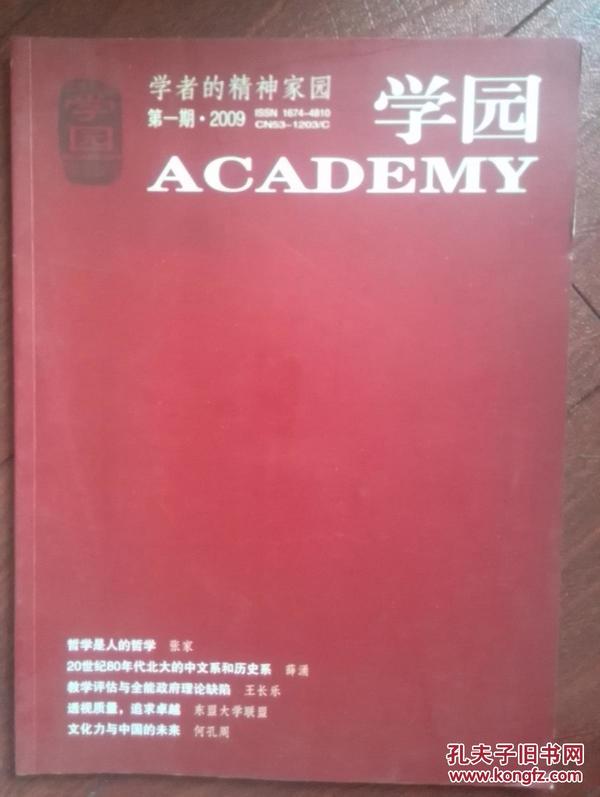 学园
学者的精神家园
第一期·2009
ISSN 1674-4810
CN53-1203/C
学园
ACADEMY
哲学是人的哲学 张家
20世纪80年代北大的中文系和历史系 薛涌
教学评估与全能政府理论缺陷 王长乐
透视质量，追求卓越 东盟大学联盟
文化力与中国的未来 何孔周
孔夫子旧书网
www.kongfz.com